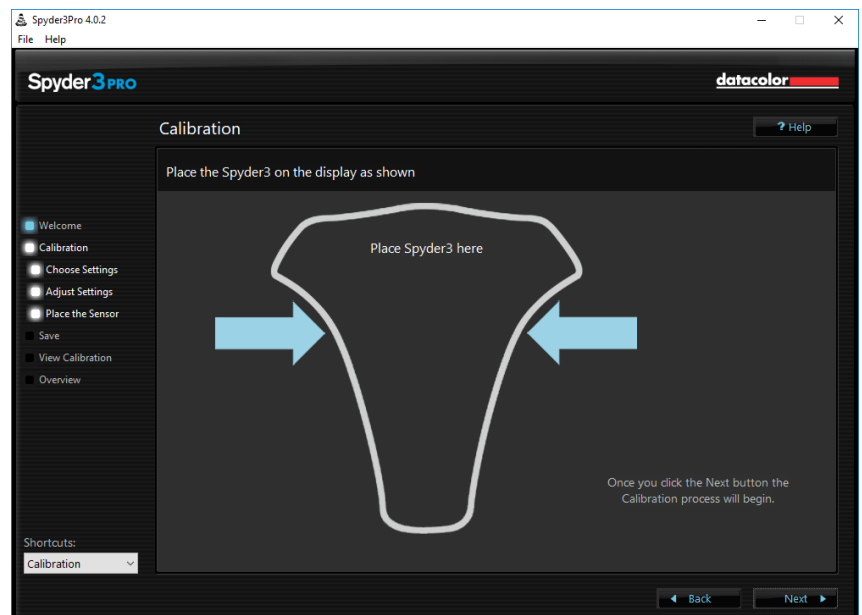 Spyder3Pro 4.0.2
File Help
Spyder3PRO
datacolor
Calibration
? Help
Place the Spyder3 on the display as shown
Welcome
Calibration
Choose Settings
Adjust Settings
Place the Sensor
Save
View Calibration
Overview
Place Spyder3 here
Once you click the Next button the
Calibration process will begin.
Shortcuts:
Calibration
Back
Next